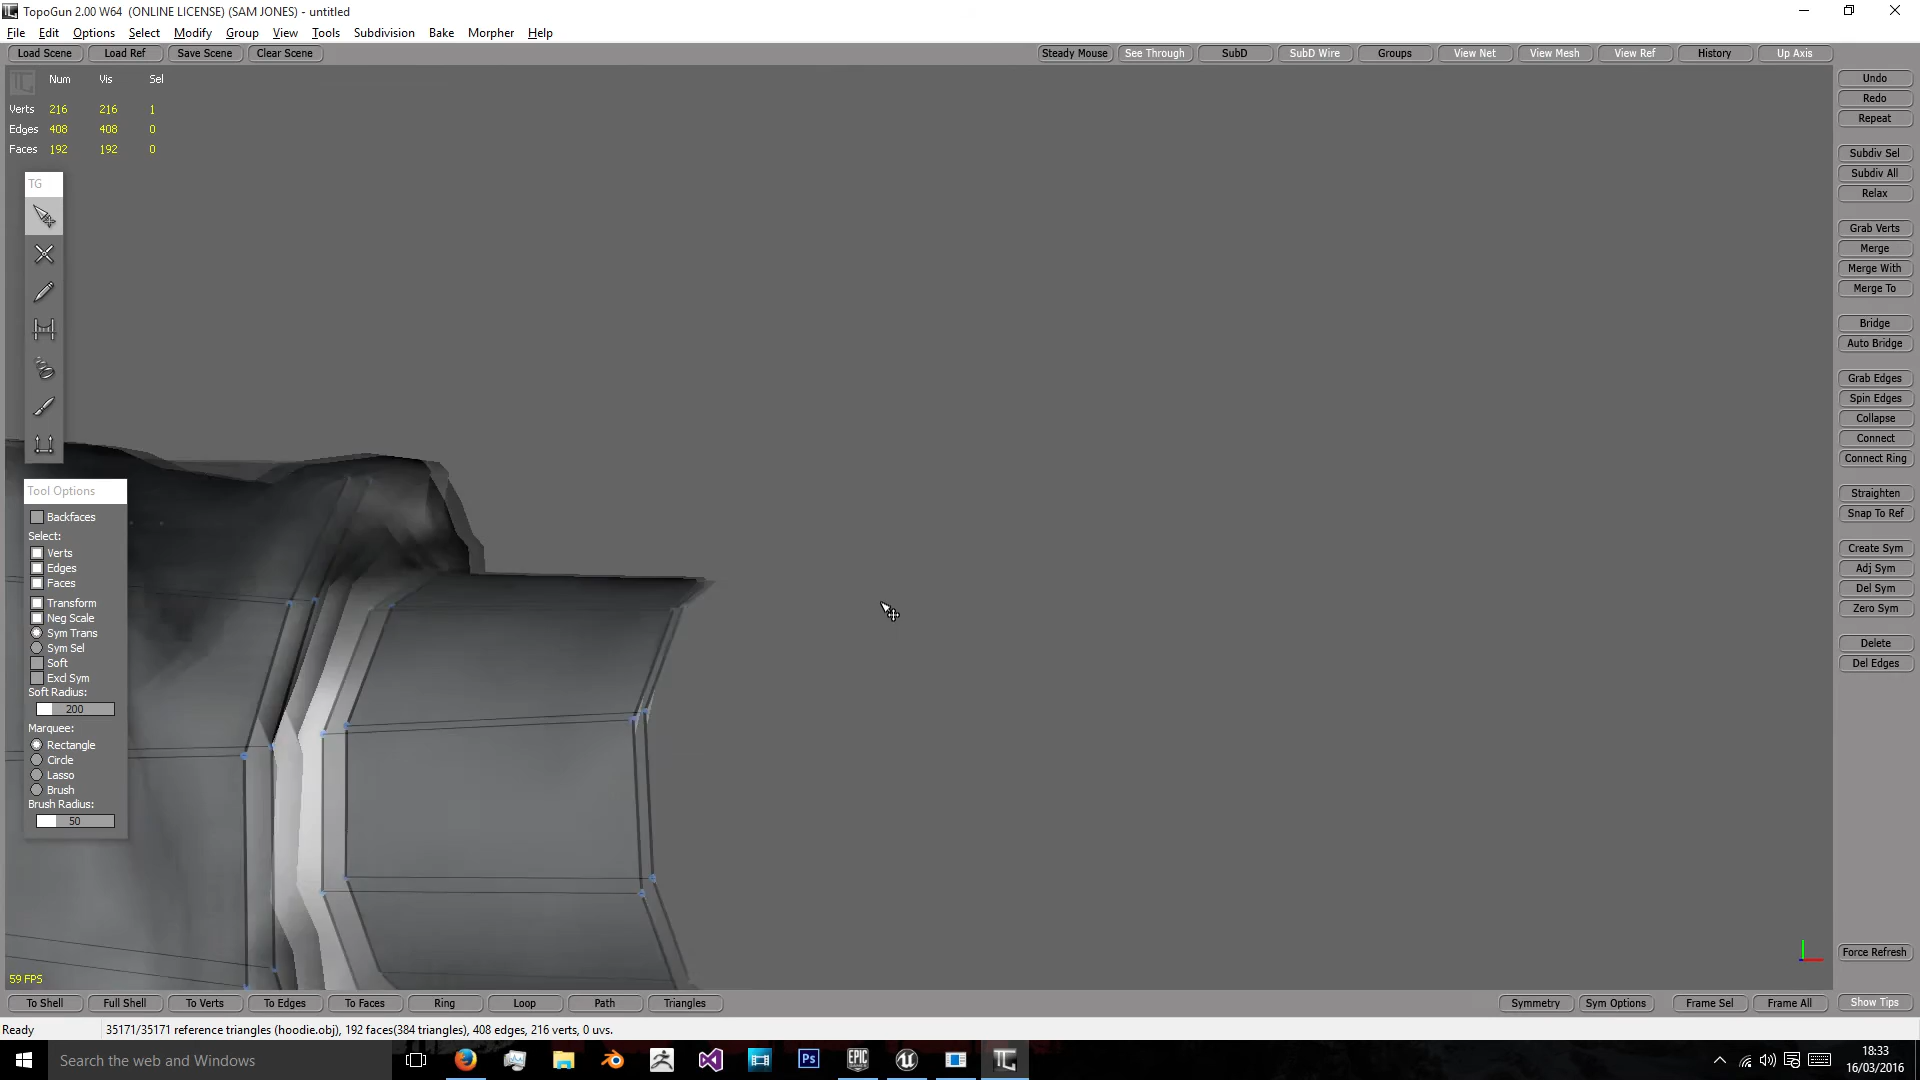 TopoGun 2.00 W64 (ONLINE LICENSE) (SAM JONES) - untitled
File Edit Options Select Modify Group View Tools Subdivision Bake Morpher Help
Load Scene Load Ref Save Scene Clear Scene Steady Mouse See Through SubD SubD Wire Groups View Net View Mesh View Ref History Up Axis
Num Vis Sel
Verts 216 216 1
Edges 408 408 0
Faces 192 192 0
TG
Tool Options
Backfaces
Select:
Verts
Edges
Faces
Transform
Neg Scale
Sym Trans
Sym Sel
Soft
Excl Sym
Soft Radius:
200
Marquee:
Rectangle
Circle
Lasso
Brush
Brush Radius:
50
59 FPS
Undo
Redo
Repeat
Subdiv Sel
Subdiv All
Relax
Grab Verts
Merge
Merge With
Merge To
Bridge
Auto Bridge
Grab Edges
Spin Edges
Collapse
Connect
Connect Ring
Straighten
Snap To Ref
Create Sym
Adj Sym
Del Sym
Zero Sym
Delete
Del Edges
Force Refresh
To Shell Full Shell To Verts To Edges To Faces Ring Loop Path Triangles Symmetry Sym Options Frame Sel Frame All Show Tips
Ready 35171/35171 reference triangles (hoodie.obj), 192 faces(384 triangles), 408 edges, 216 verts, 0 uvs.
Search the web and Windows
Ps
EPIC
18:33
16/03/2016